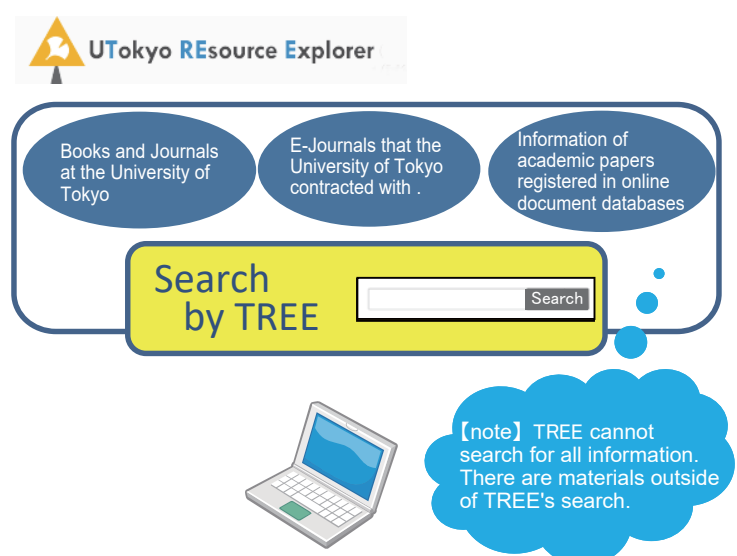 UTokyo REsource Explorer
Books and Journals
at the University of
Tokyo
E-Journals that the
University of Tokyo
contracted with .
Information of
academic papers
registered in online
document databases
Search
by TREE
Search
【note】TREE cannot
search for all information.
There are materials outside
of TREE's search.